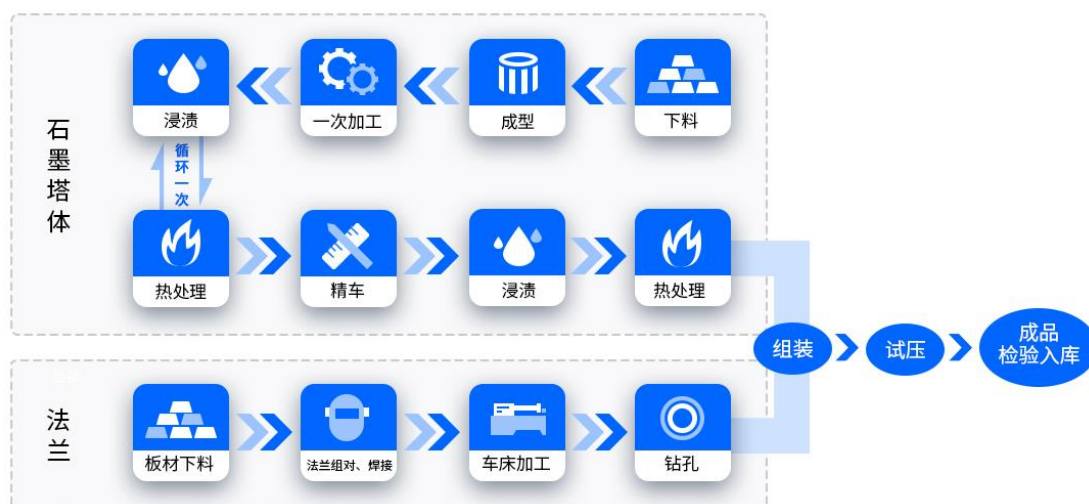 石墨塔体
浸渍
一次加工
成型
下料
循环一次
热处理
精车
浸渍
热处理
组装
试压
成品
检验入库
法兰
板材下料
法兰组对、焊接
车床加工
钻孔